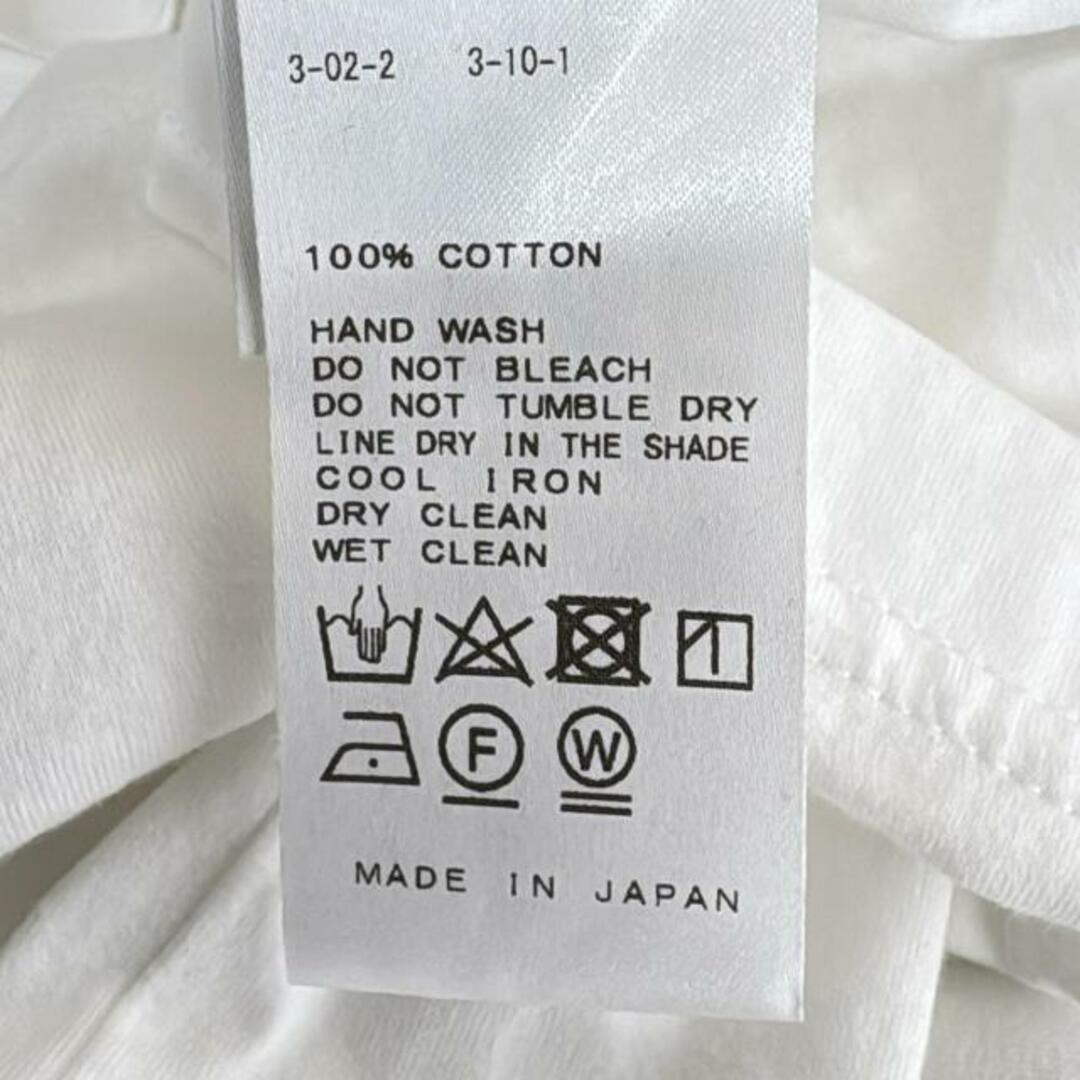 3-02-2 3-10-1
100% COTTON
HAND WASH
DO NOT BLEACH
DO NOT TUMBLE DRY
LINE DRY IN THE SHADE
COOL IRON
DRY CLEAN
WET CLEAN
F W
MADE IN JAPAN